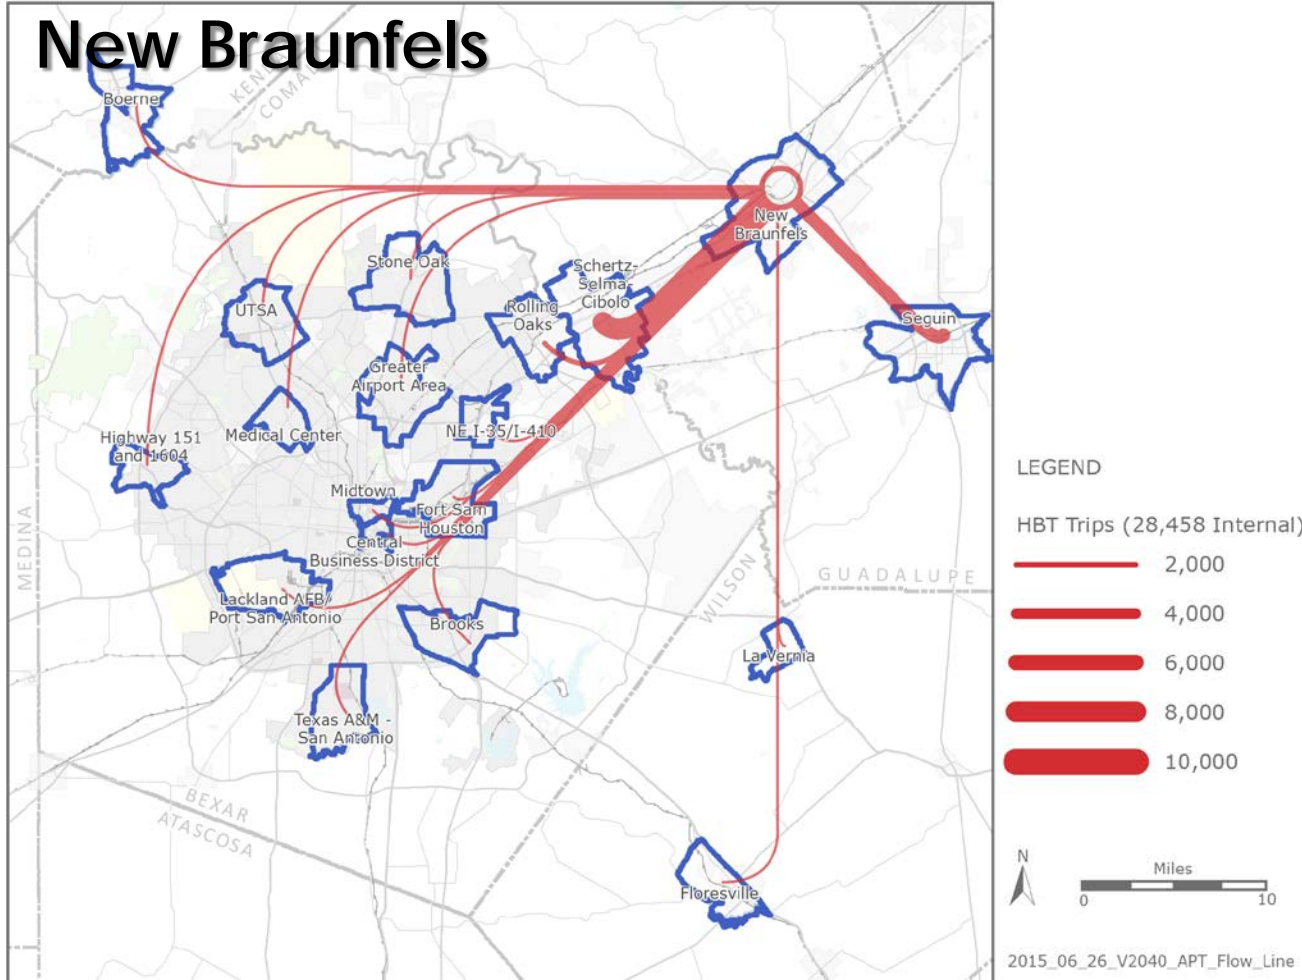 New Braunfels
KEND
COMAL
Boerne
New
Braunfels
Stone Oak
Schertz-
Selma-
Cibolo
UTSA
Rolling
Oaks
Seguin
Greater
Airport Area
Highway 151
and 1604
Medical Center
NE I-35/I-410
Midtown
Fort Sam
Houston
Central
Business District
MEDINA
WILSON
GUADALUPE
Lackland AFB/
Port San Antonio
Brooks
La Vernia
Texas A&M -
San Antonio
BEXAR
ATASCOSA
Floresville
LEGEND
HBT Trips (28,458 Internal)
2,000
4,000
6,000
8,000
10,000
N
Miles
0 10
2015_06_26_V2040_APT_Flow_Line